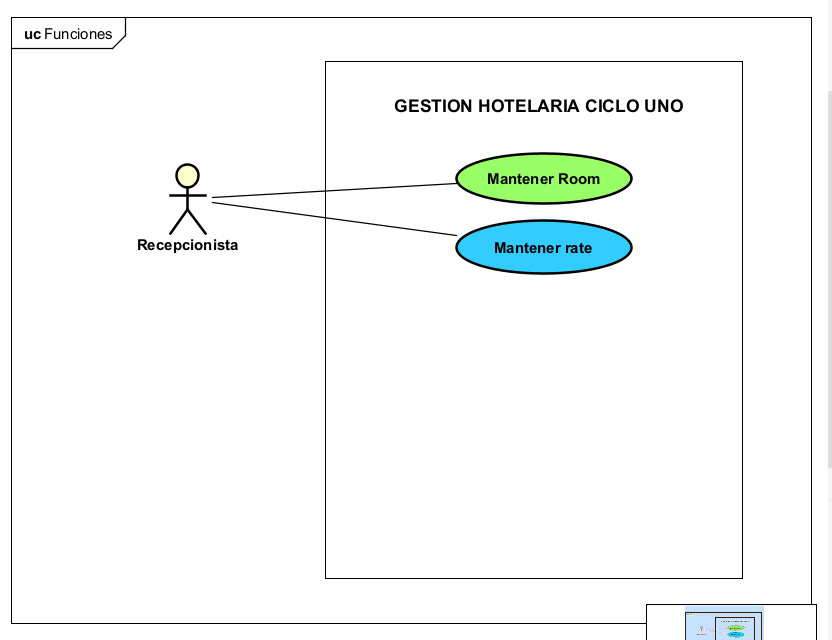 uc Funciones
GESTION HOTELARIA CICLO UNO
Mantener Room
Mantener rate
Recepcionista